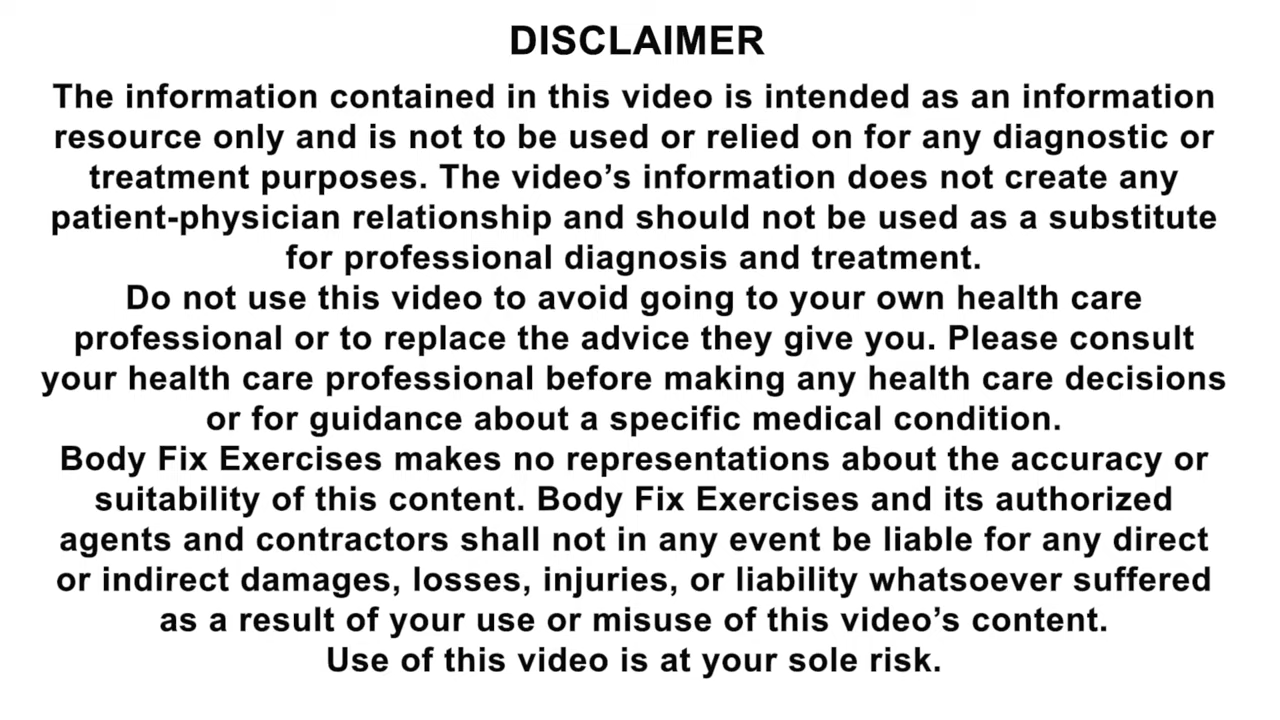 DISCLAIMER
The information contained in this video is intended as an information
resource only and is not to be used or relied on for any diagnostic or
treatment purposes. The video’s information does not create any
patient-physician relationship and should not be used as a substitute
for professional diagnosis and treatment.
Do not use this video to avoid going to your own health care
professional or to replace the advice they give you. Please consult
your health care professional before making any health care decisions
or for guidance about a specific medical condition.
Body Fix Exercises makes no representations about the accuracy or
suitability of this content. Body Fix Exercises and its authorized
agents and contractors shall not in any event be liable for any direct
or indirect damages, losses, injuries, or liability whatsoever suffered
as a result of your use or misuse of this video’s content.
Use of this video is at your sole risk.